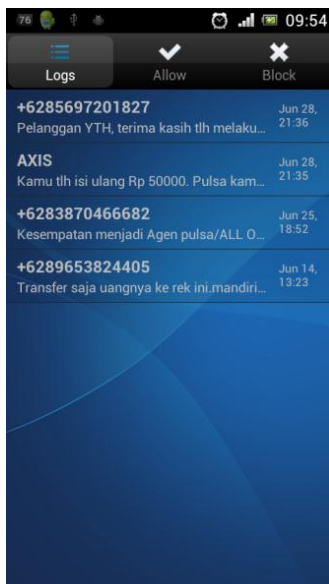 76 09:54
Logs Allow Block
+6285697201827 Jun 28,
Pelanggan YTH, terima kasih tlh melaku... 21:36
AXIS Jun 28,
Kamu tlh isi ulang Rp 50000. Pulsa kam... 21:35
+6283870466682 Jun 25,
Kesempatan menjadi Agen pulsa/ALL O... 18:52
+6289653824405 Jun 14,
Transfer saja uangnya ke rek ini.mandiri... 13:23